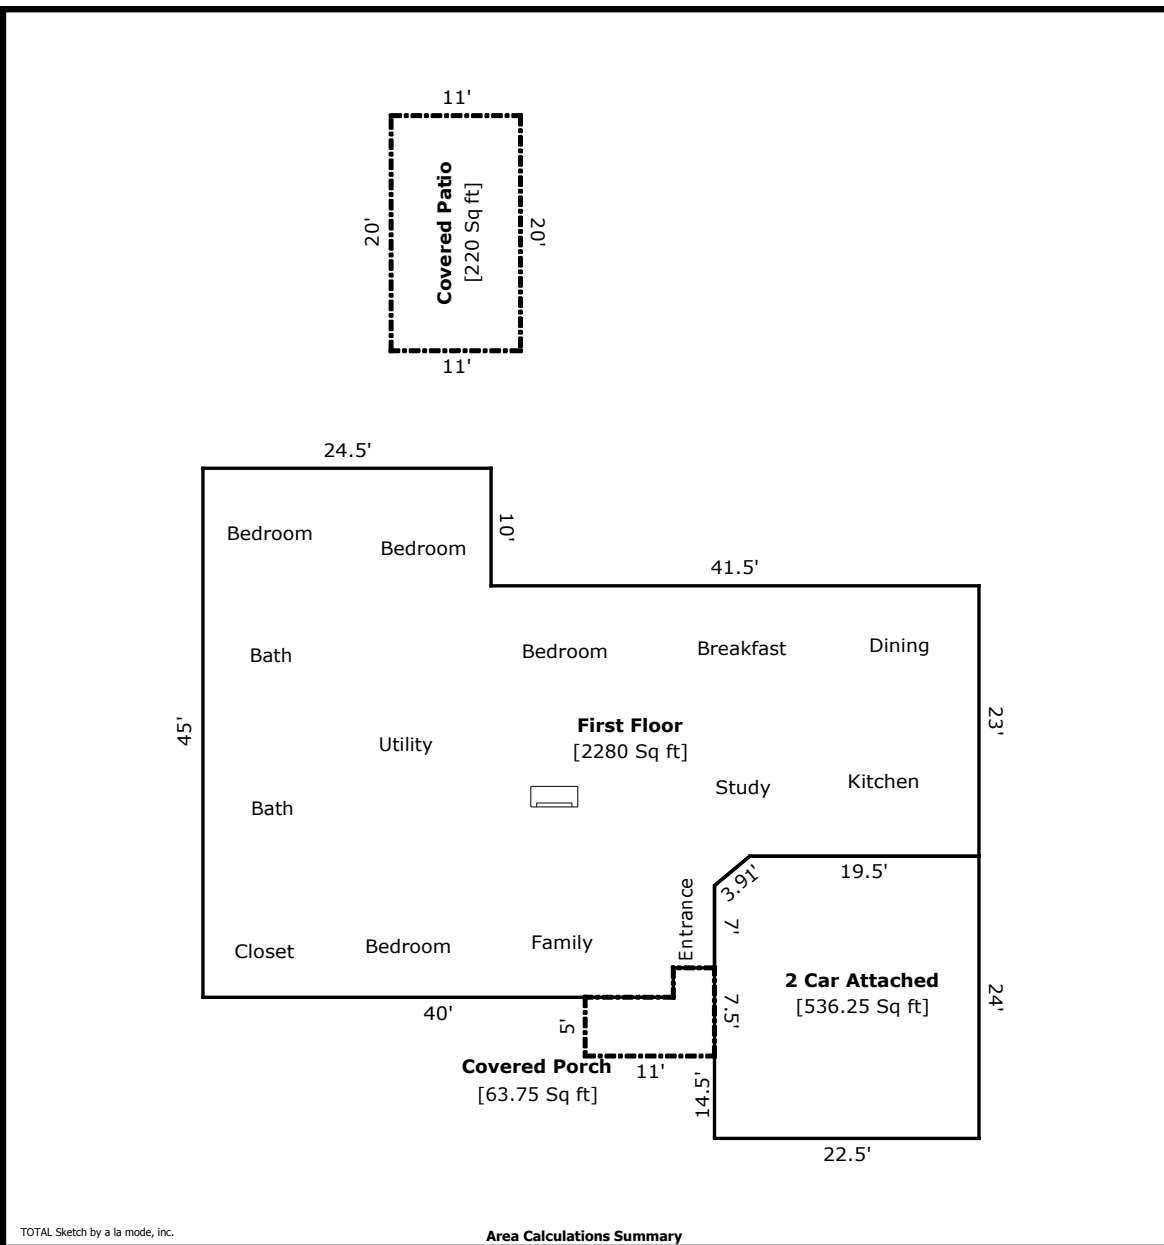 11'
20'
Covered Patio
[220 Sq ft]
20'
11'
24.5'
10'
Bedroom
Bedroom
41.5'
Bath
Bedroom
Breakfast
Dining
45'
Utility
First Floor
[2280 Sq ft]
23'
Bath
Study
Kitchen
3.91'
19.5'
Closet
Bedroom
Family
Entrance
7'
2 Car Attached
[536.25 Sq ft]
24'
40'
5'
7.5'
Covered Porch
[63.75 Sq ft]
11'
14.5'
22.5'
TOTAL Sketch by a la mode, inc.
Area Calculations Summary